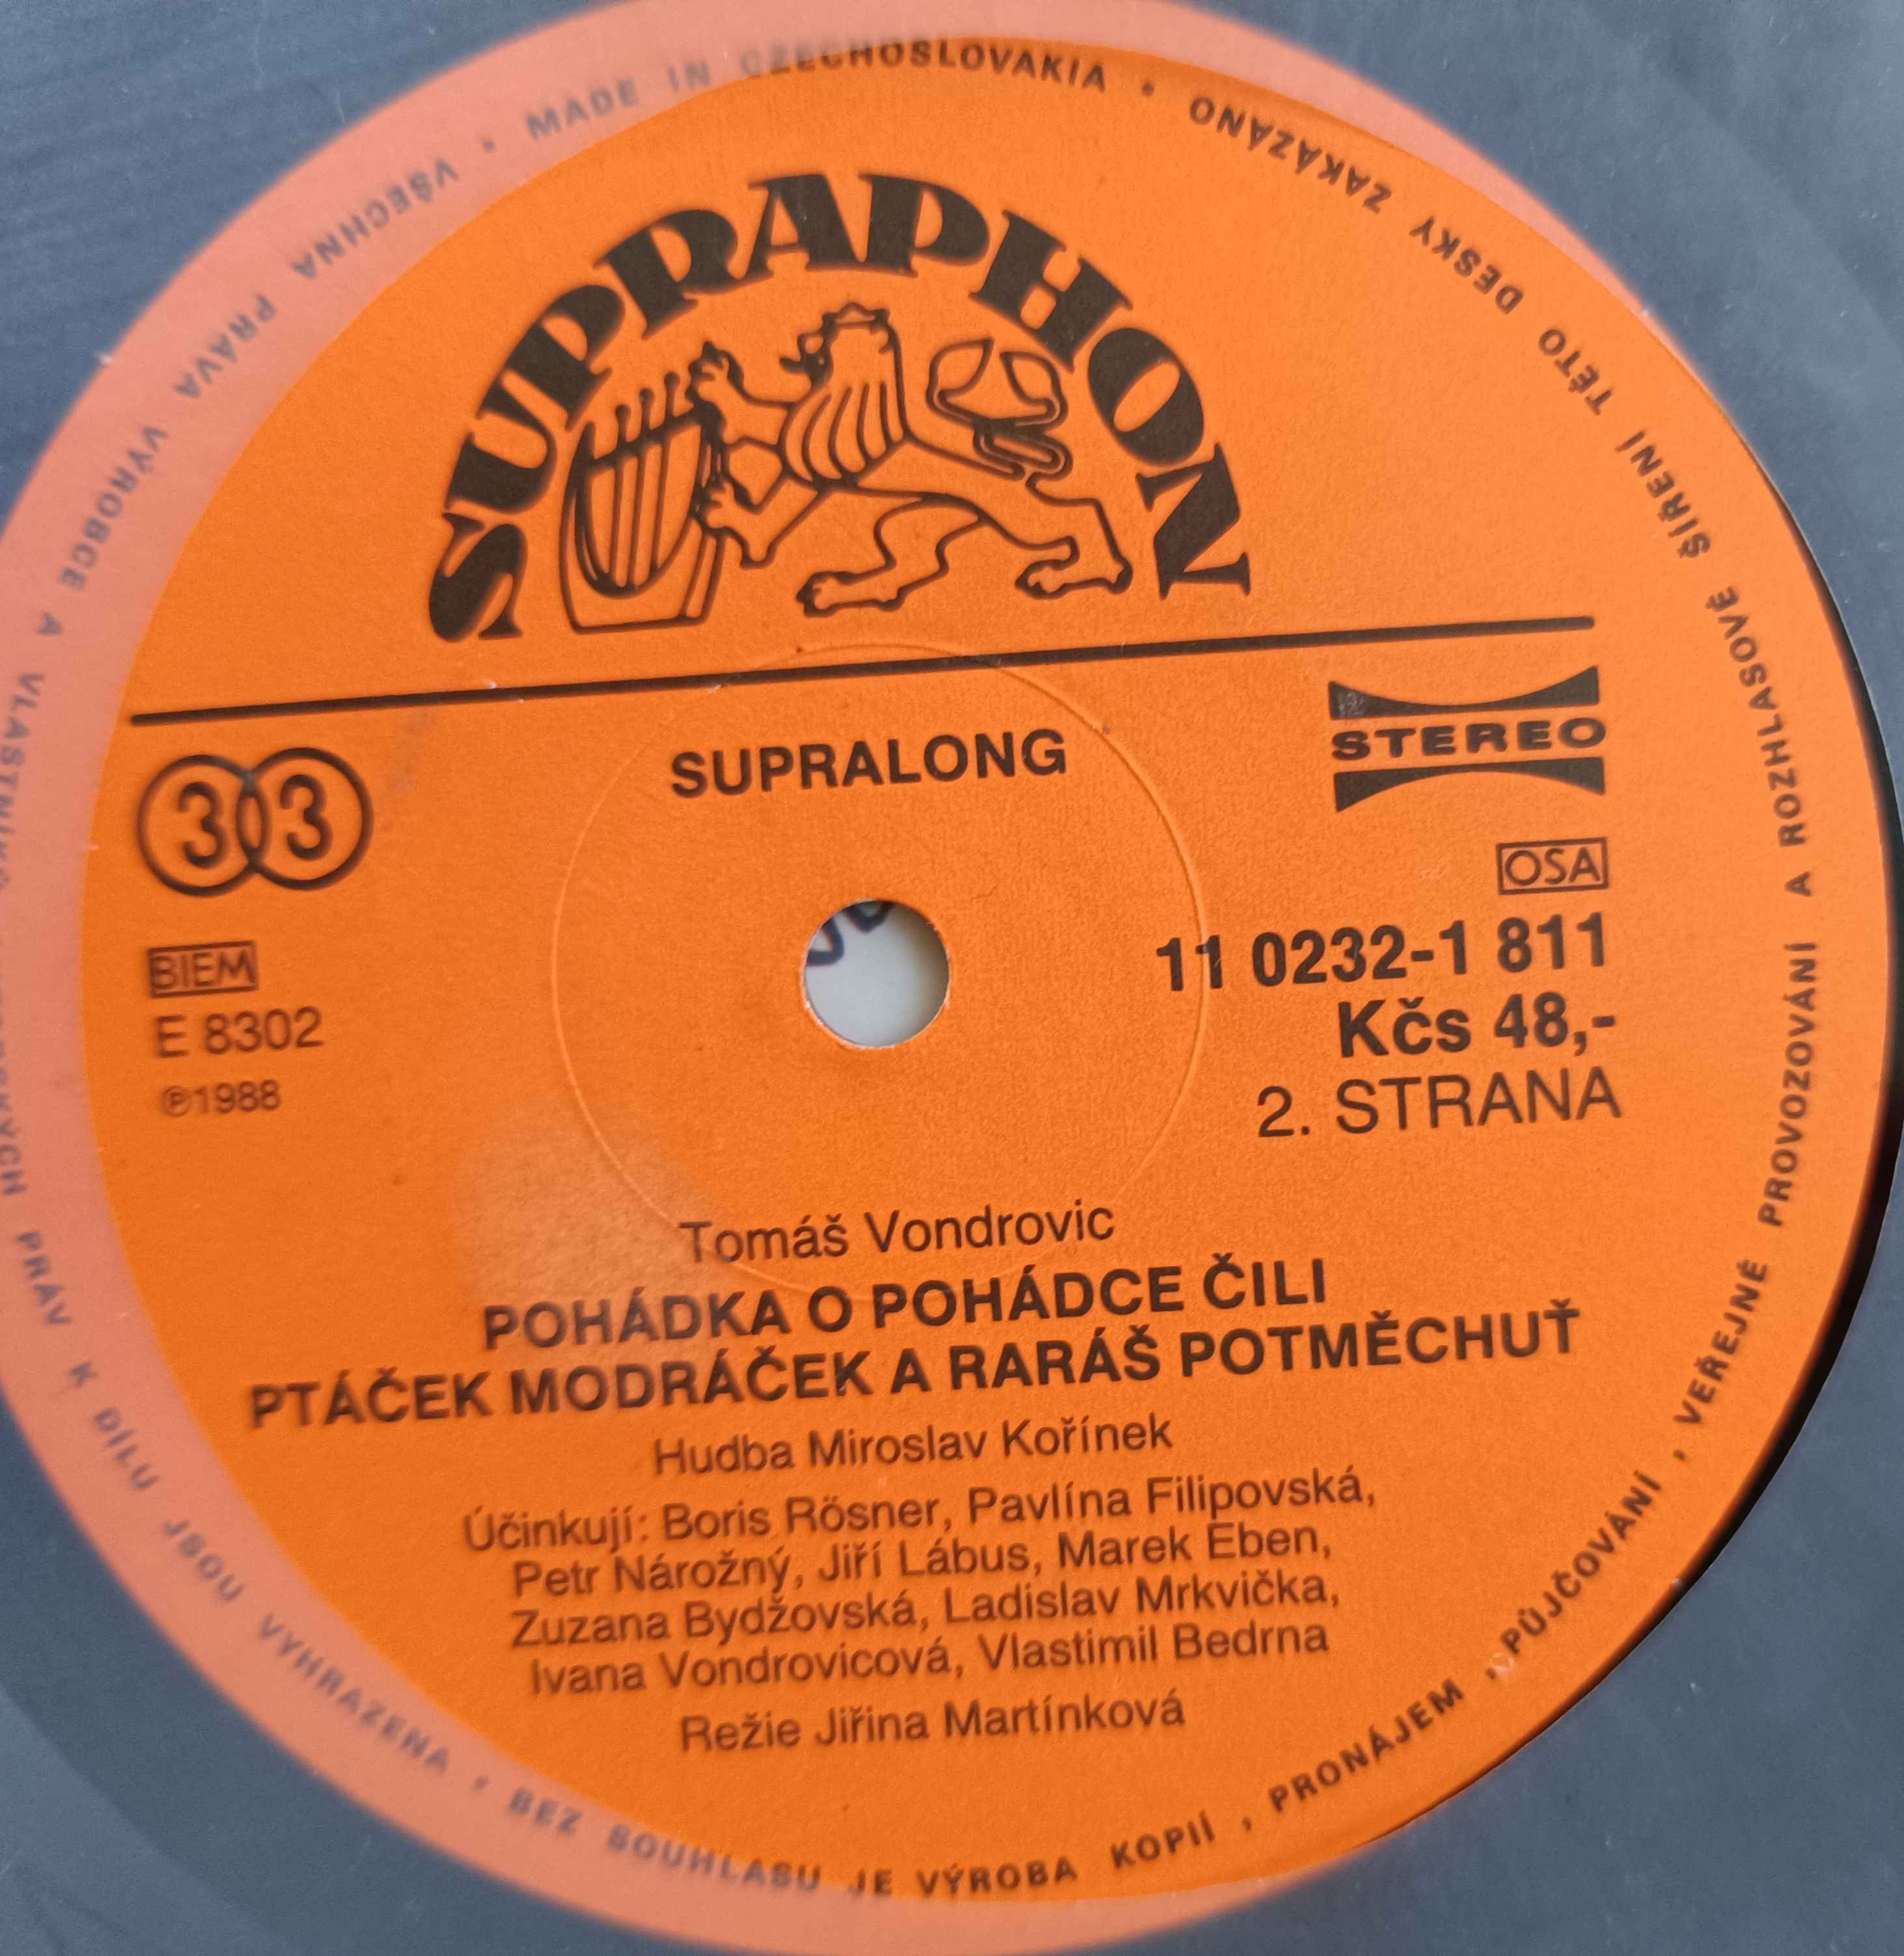 MADE IN CZECHOSLOVAKIA • VŠECHNA PRÁVA VÝROBCE A VLASTNÍKŮ AUTORSKÝCH PRÁV K DÍLU JSOU VYHRAZENA , BEZ SOUHLASU JE VÝROBA KOPIÍ , PRONÁJEM , PŮJČOVÁNÍ , VEŘEJNÉ PROVOZOVÁNÍ A ROZHLASOVÉ ŠÍŘENÍ TÉTO DESKY ZAKÁZÁNO •
SUPRAPHON
33
SUPRALONG
STEREO
OSA
BIEM
E 8302
℗1988
11 0232-1 811
Kčs 48,-
2. STRANA
Tomáš Vondrovic
POHÁDKA O POHÁDCE ČILI
PTÁČEK MODRÁČEK A RARÁŠ POTMĚCHUŤ
Hudba Miroslav Kořínek
Účinkují: Boris Rösner, Pavlína Filipovská,
Petr Nárožný, Jiří Lábus, Marek Eben,
Zuzana Bydžovská, Ladislav Mrkvička,
Ivana Vondrovicová, Vlastimil Bedrna
Režie Jiřina Martínková